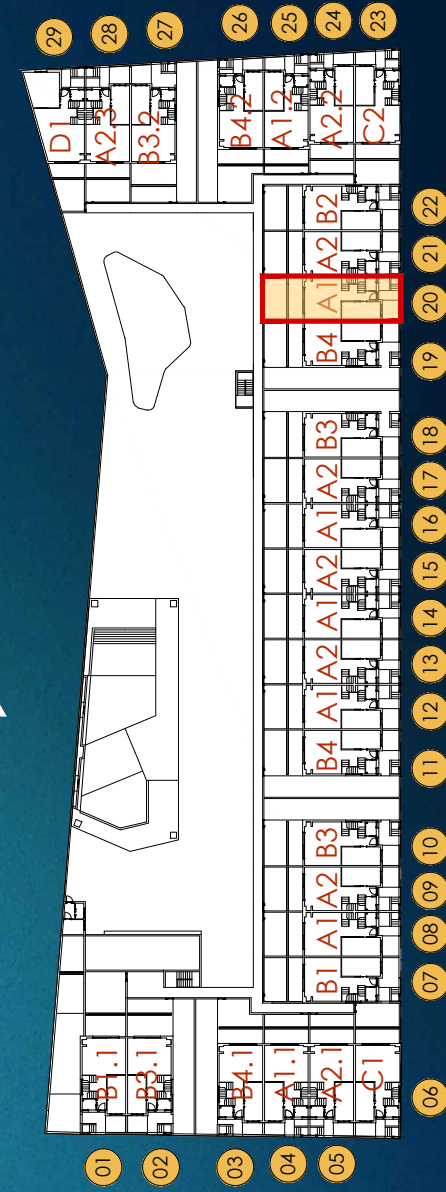 29
28
27
26
25
24
23
D1
A2.3
B3.2
B4.2
A1.2
A2.2
C2
B2
22
A2
21
A1
20
B4
19
B3
18
A2
17
A1
16
A2
15
A1
14
A2
13
A1
12
B4
11
B3
10
A2
09
A1
08
B1
07
B1.1
B3.1
B4.1
A1.1
A2.1
C1
06
01
02
03
04
05